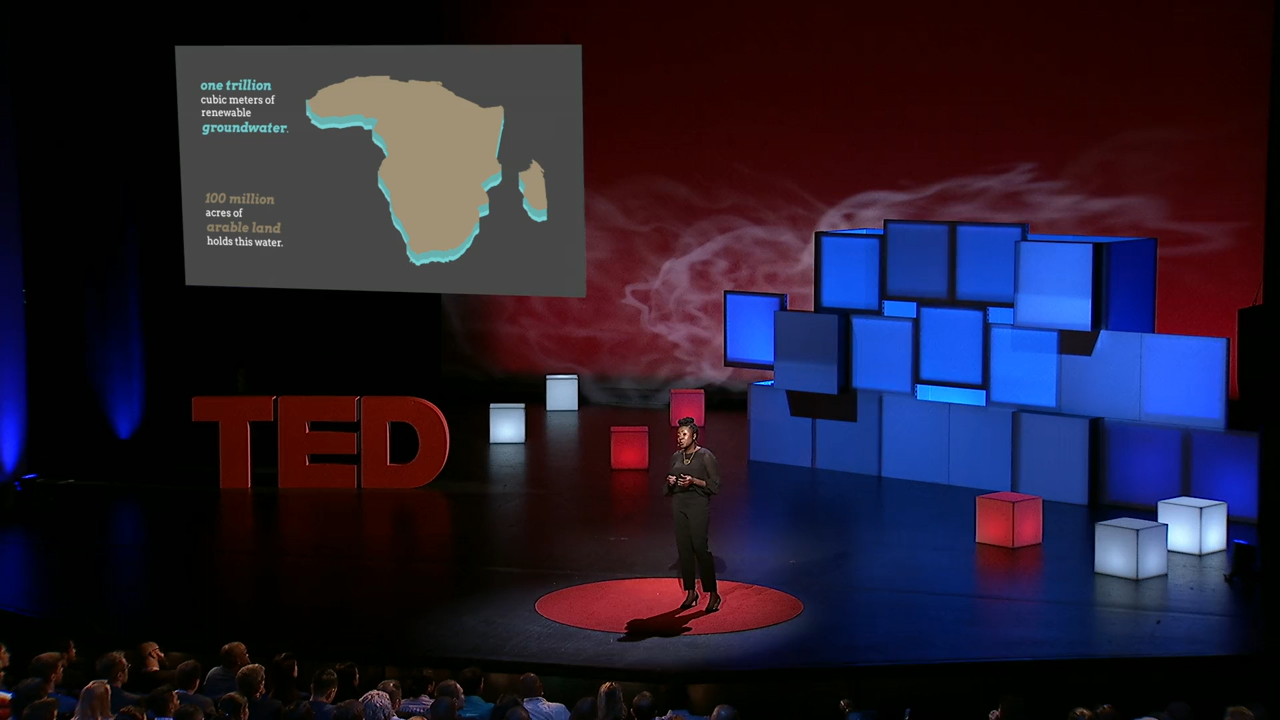 one trillion
cubic meters of
renewable
groundwater.
100 million
acres of
arable land
holds this water.
TED